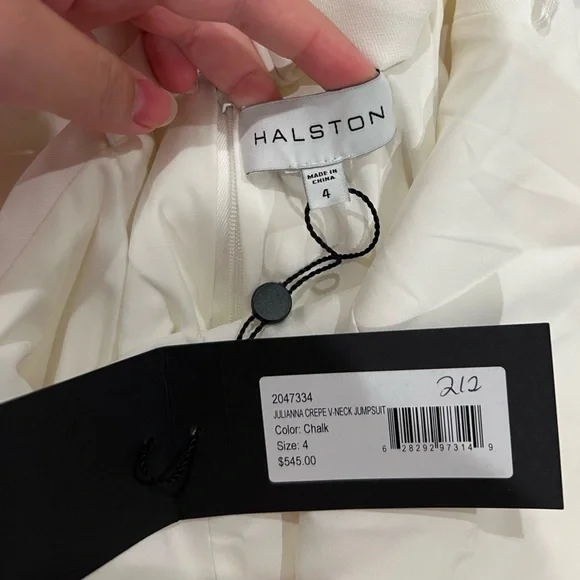 HALSTON
MADE IN
CHINA
4
212
2047334
JULIANNA CREPE V-NECK JUMPSUIT
Color: Chalk
Size: 4
$545.00
6 28292 97314 9